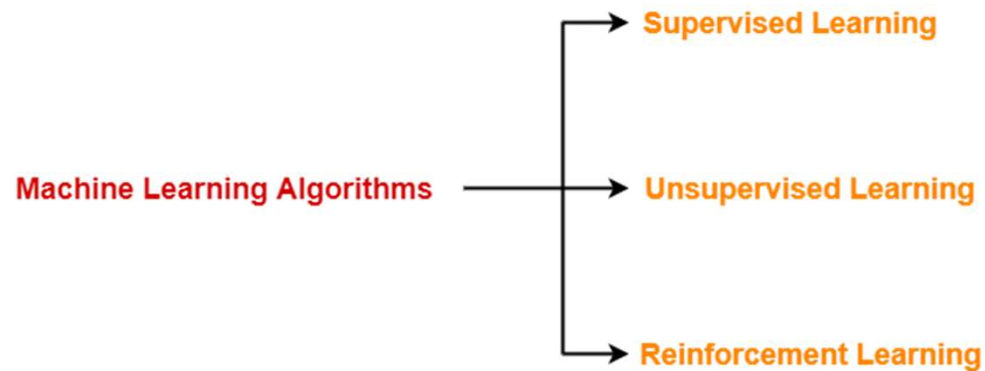 Supervised Learning
Machine Learning Algorithms
Unsupervised Learning
Reinforcement Learning